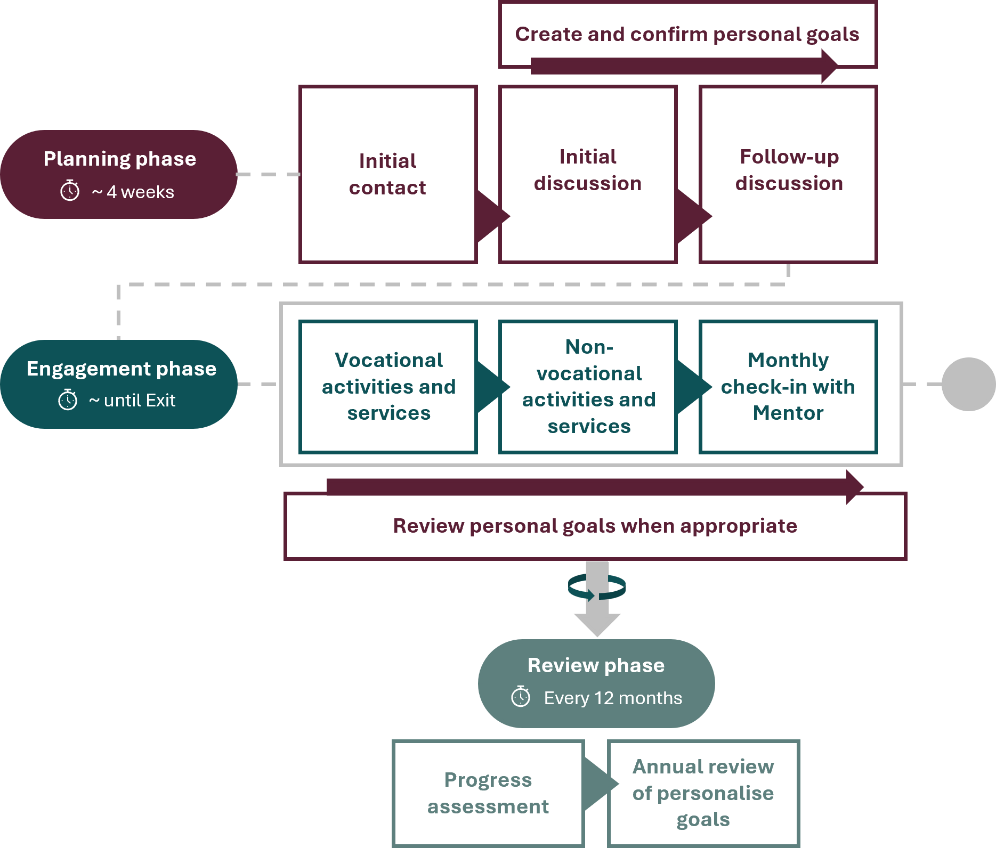 Create and confirm personal goals
Planning phase
~ 4 weeks
Initial
contact
Initial
discussion
Follow-up
discussion
Engagement phase
~ until Exit
Vocational
activities and
services
Non-
vocational
activities and
services
Monthly
check-in with
Mentor
Review personal goals when appropriate
Review phase
Every 12 months
Progress
assessment
Annual review
of personalise
goals